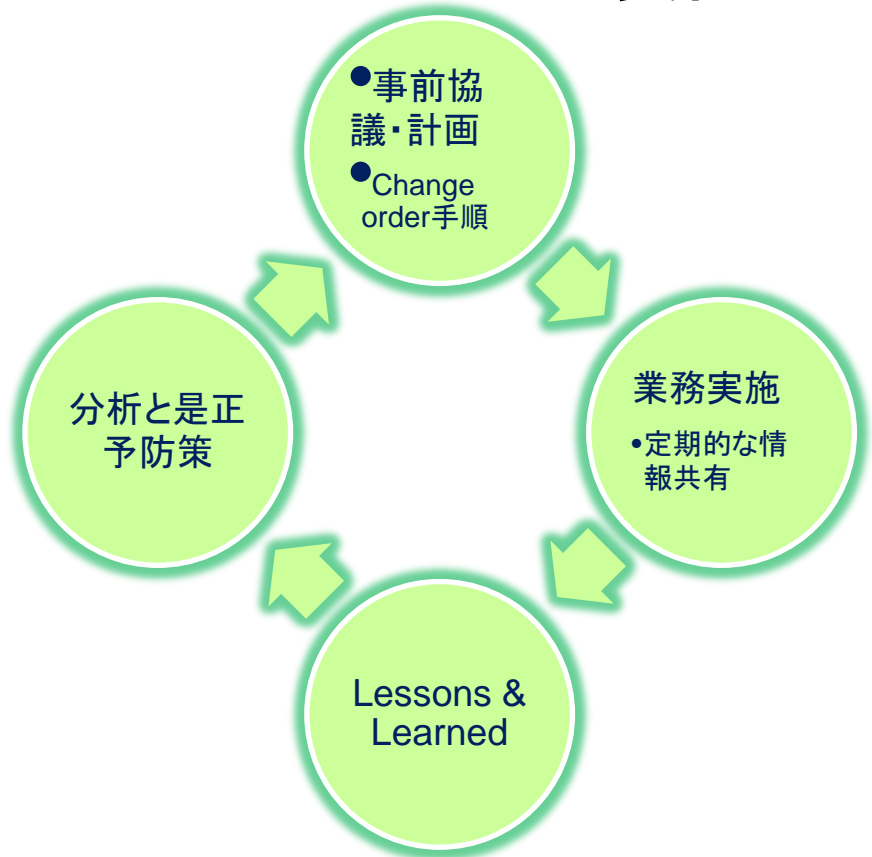 ●事前協
議・計画
●Change
order手順
業務実施
•定期的な情
報共有
Lessons &
Learned
分析と是正
予防策